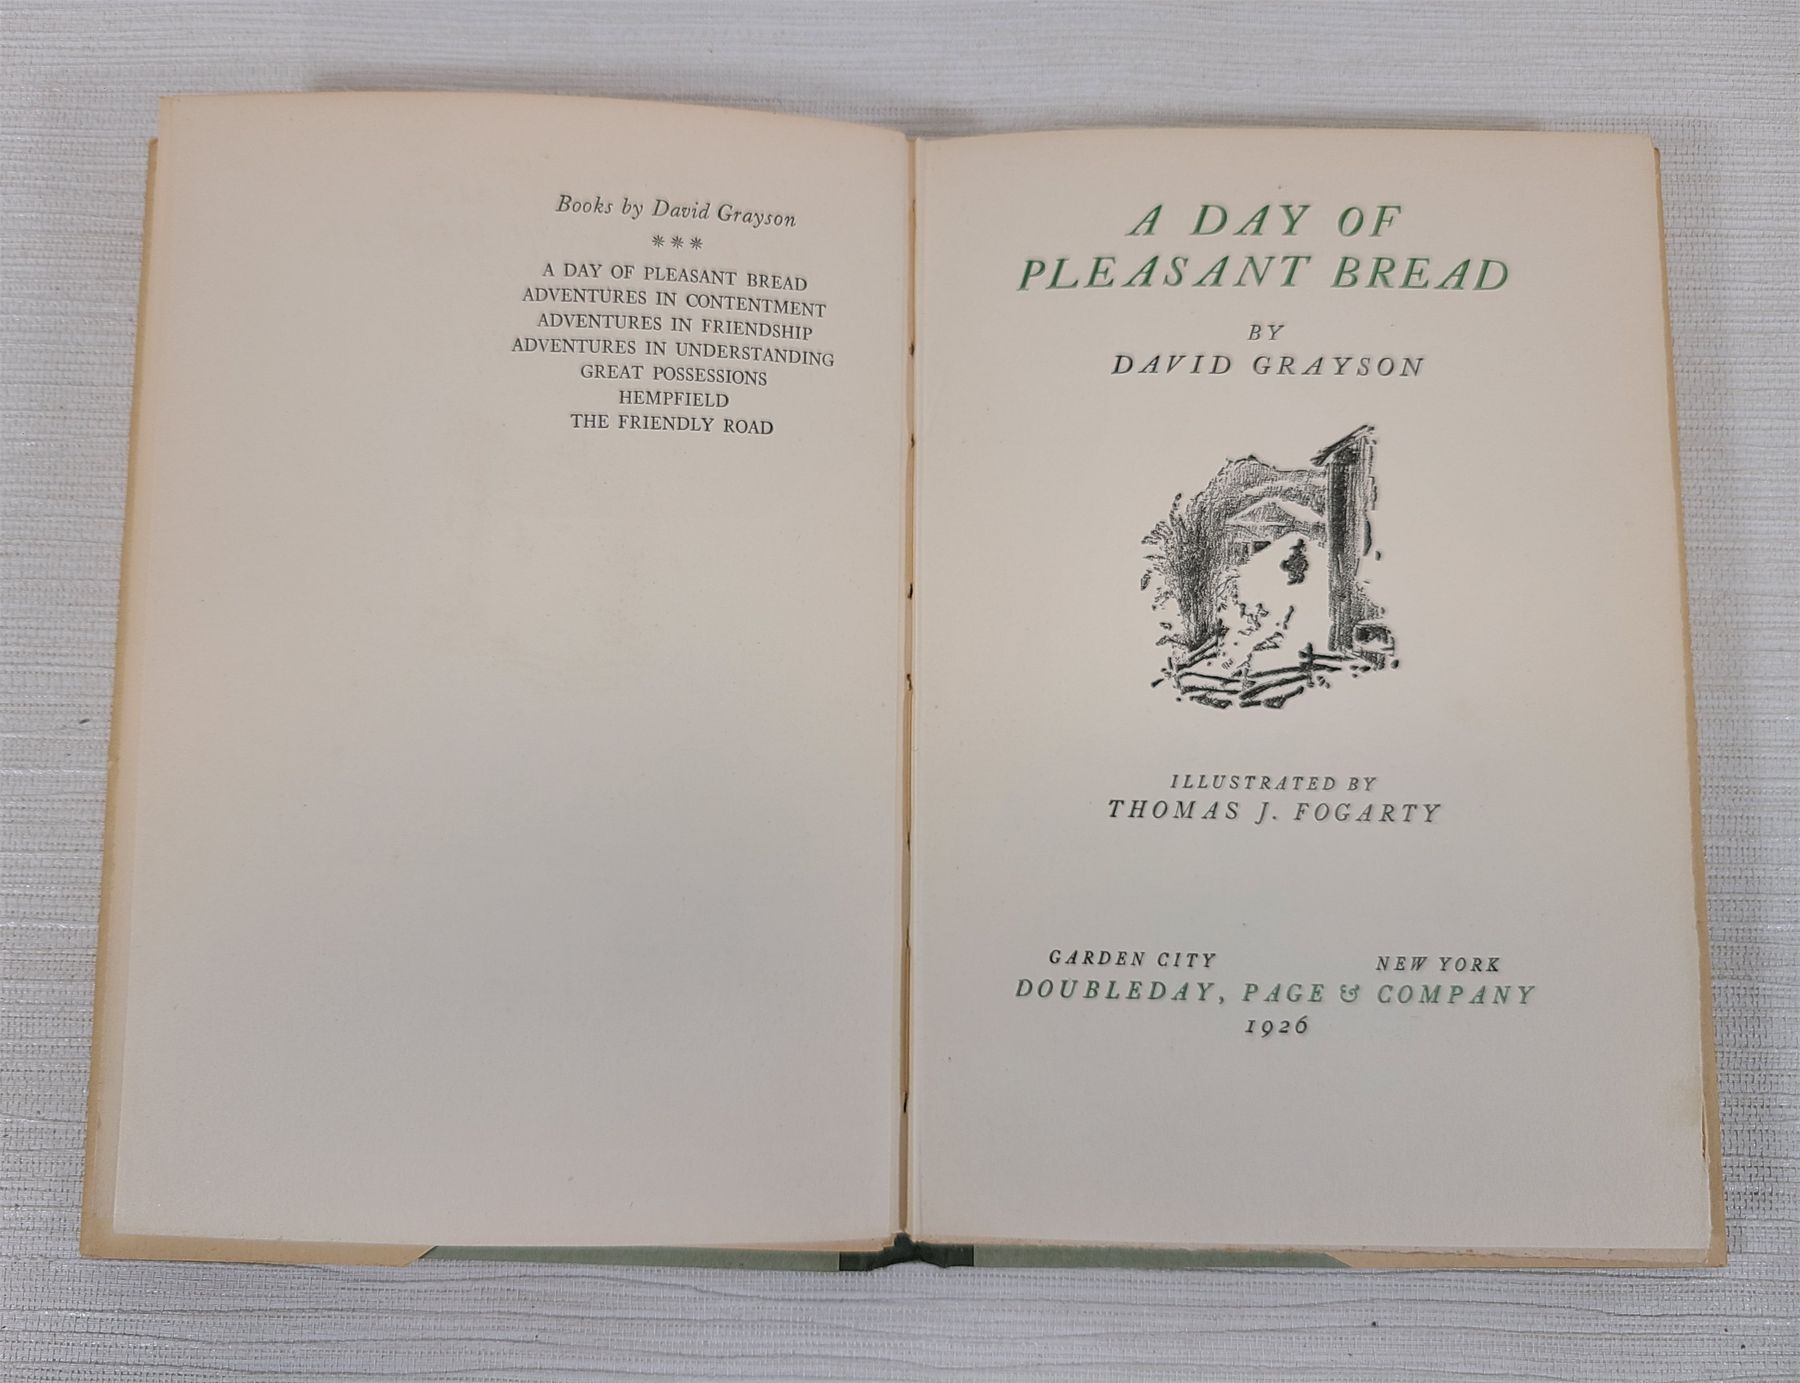 Books by David Grayson
***
A DAY OF PLEASANT BREAD
ADVENTURES IN CONTENTMENT
ADVENTURES IN FRIENDSHIP
ADVENTURES IN UNDERSTANDING
GREAT POSSESSIONS
HEMPFIELD
THE FRIENDLY ROAD
A DAY OF
PLEASANT BREAD
BY
DAVID GRAYSON
ILLUSTRATED BY
THOMAS J. FOGARTY
GARDEN CITY NEW YORK
DOUBLEDAY, PAGE & COMPANY
1926